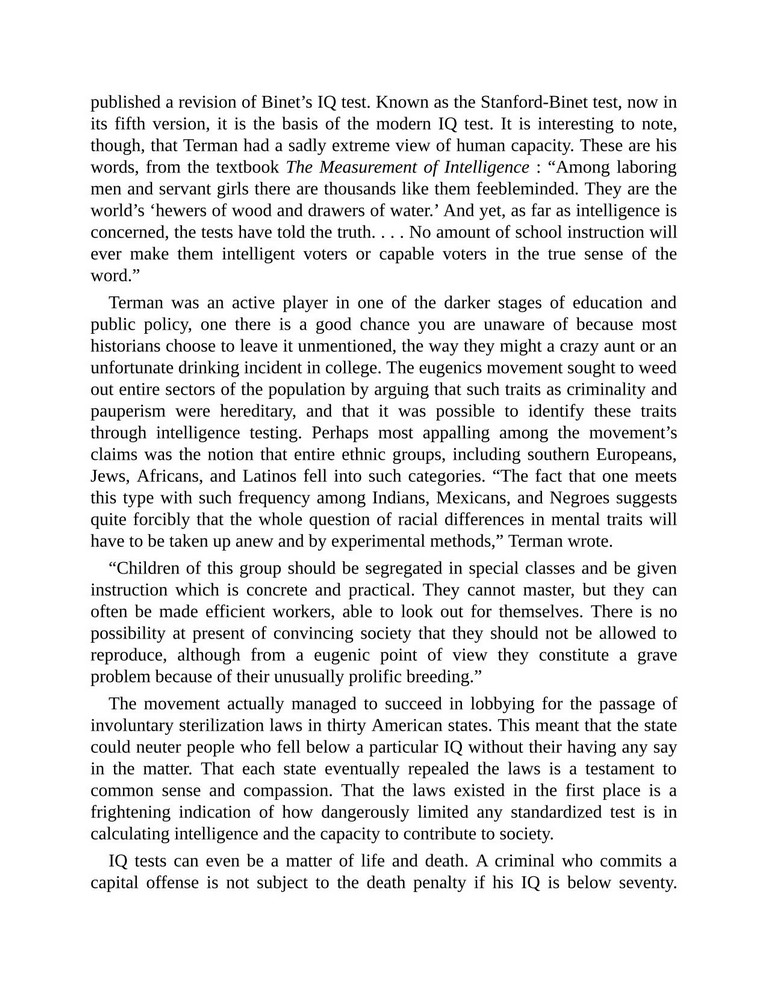 published a revision of Binet’s IQ test. Known as the Stanford-Binet test, now in
its fifth version, it is the basis of the modern IQ test. It is interesting to note,
though, that Terman had a sadly extreme view of human capacity. These are his
words, from the textbook The Measurement of Intelligence : “Among laboring
men and servant girls there are thousands like them feebleminded. They are the
world’s ‘hewers of wood and drawers of water.’ And yet, as far as intelligence is
concerned, the tests have told the truth. . . . No amount of school instruction will
ever make them intelligent voters or capable voters in the true sense of the
word.”
Terman was an active player in one of the darker stages of education and
public policy, one there is a good chance you are unaware of because most
historians choose to leave it unmentioned, the way they might a crazy aunt or an
unfortunate drinking incident in college. The eugenics movement sought to weed
out entire sectors of the population by arguing that such traits as criminality and
pauperism were hereditary, and that it was possible to identify these traits
through intelligence testing. Perhaps most appalling among the movement’s
claims was the notion that entire ethnic groups, including southern Europeans,
Jews, Africans, and Latinos fell into such categories. “The fact that one meets
this type with such frequency among Indians, Mexicans, and Negroes suggests
quite forcibly that the whole question of racial differences in mental traits will
have to be taken up anew and by experimental methods,” Terman wrote.
“Children of this group should be segregated in special classes and be given
instruction which is concrete and practical. They cannot master, but they can
often be made efficient workers, able to look out for themselves. There is no
possibility at present of convincing society that they should not be allowed to
reproduce, although from a eugenic point of view they constitute a grave
problem because of their unusually prolific breeding.”
The movement actually managed to succeed in lobbying for the passage of
involuntary sterilization laws in thirty American states. This meant that the state
could neuter people who fell below a particular IQ without their having any say
in the matter. That each state eventually repealed the laws is a testament to
common sense and compassion. That the laws existed in the first place is a
frightening indication of how dangerously limited any standardized test is in
calculating intelligence and the capacity to contribute to society.
IQ tests can even be a matter of life and death. A criminal who commits a
capital offense is not subject to the death penalty if his IQ is below seventy.